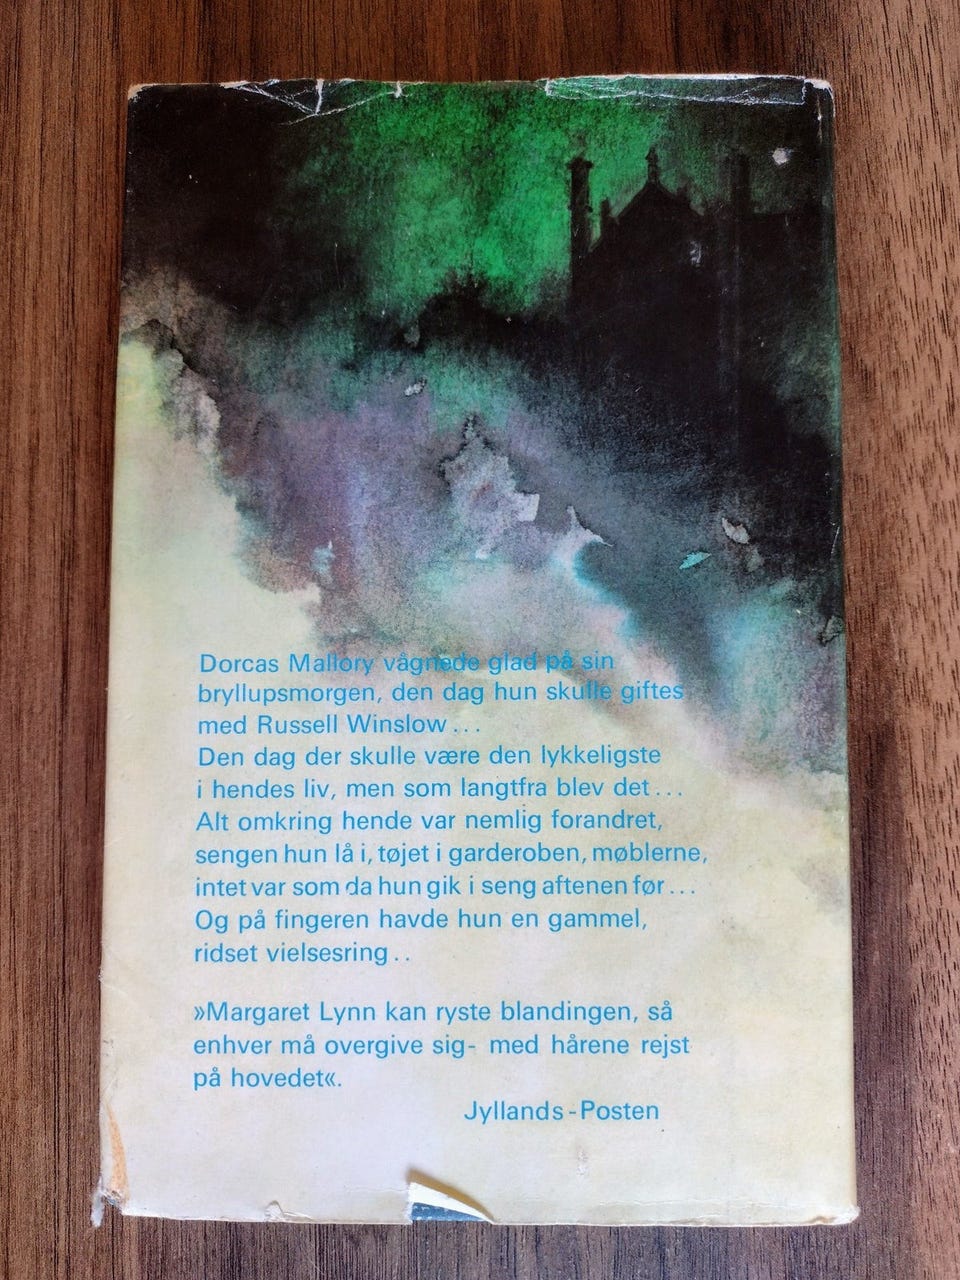 Dorcas Mallory vågnede glad på sin
bryllupsmorgen, den dag hun skulle giftes
med Russell Winslow...
Den dag der skulle være den lykkeligste
i hendes liv, men som langtfra blev det...
Alt omkring hende var nemlig forandret,
sengen hun lå i, tøjet i garderoben, møblerne,
intet var som da hun gik i seng aftenen før...
Og på fingeren havde hun en gammel,
ridset vielsesring..
»Margaret Lynn kan ryste blandingen, så
enhver må overgive sig- med hårene rejst
på hovedet«.
Jyllands-Posten